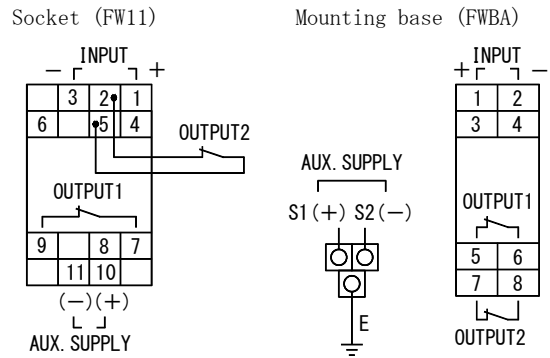 Socket (FW11)
INPUT
− +
3 2 1
6 5 4
OUTPUT2
OUTPUT1
9 8 7
11 10
(−)(+)
AUX. SUPPLY
Mounting base (FWBA)
INPUT
+ −
1 2
3 4
AUX. SUPPLY
S1(+) S2(−)
E
OUTPUT1
5 6
7 8
OUTPUT2